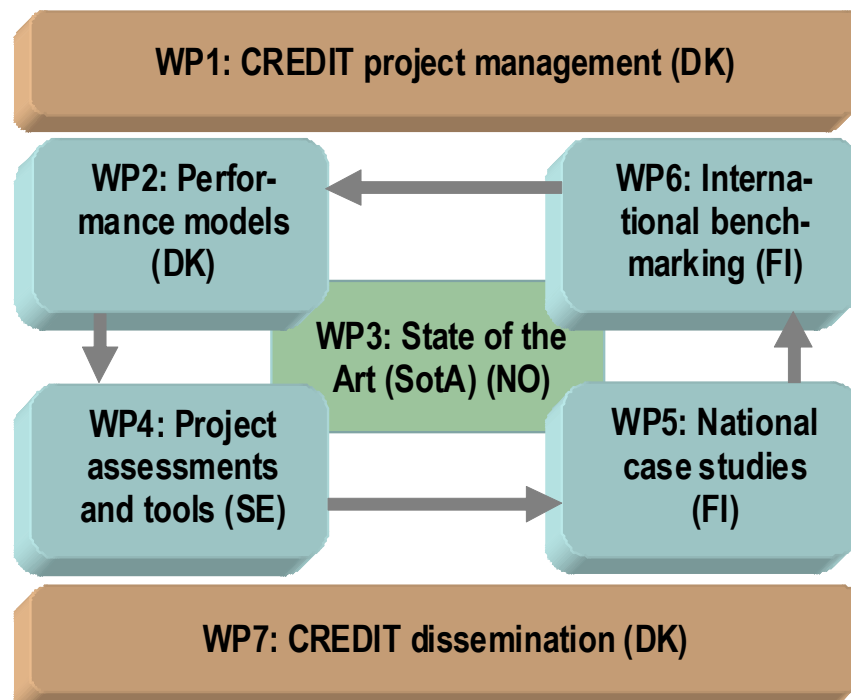 WP1: CREDIT project management (DK)
WP2: Perfor-
mance models
(DK)
WP6: Interna-
tional bench-
marking (FI)
WP3: State of the
Art (SotA) (NO)
WP4: Project
assessments
and tools (SE)
WP5: National
case studies
(FI)
WP7: CREDIT dissemination (DK)